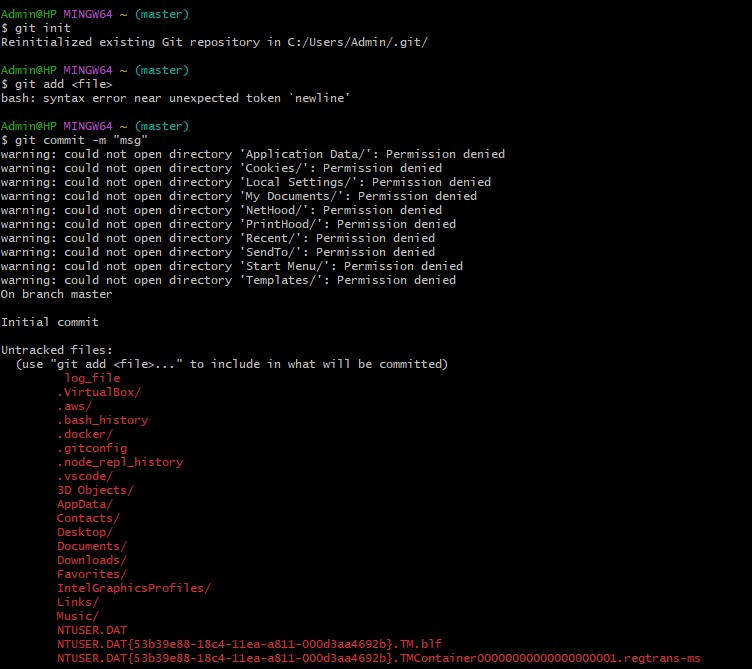 Admin@HP MINGW64 ~ (master)
$ git init
Reinitialized existing Git repository in C:/Users/Admin/.git/
Admin@HP MINGW64 ~ (master)
$ git add <file>
bash: syntax error near unexpected token `newline'
Admin@HP MINGW64 ~ (master)
$ git commit -m "msg"
warning: could not open directory 'Application Data/': Permission denied
warning: could not open directory 'Cookies/': Permission denied
warning: could not open directory 'Local Settings/': Permission denied
warning: could not open directory 'My Documents/': Permission denied
warning: could not open directory 'NetHood/': Permission denied
warning: could not open directory 'PrintHood/': Permission denied
warning: could not open directory 'Recent/': Permission denied
warning: could not open directory 'SendTo/': Permission denied
warning: could not open directory 'Start Menu/': Permission denied
warning: could not open directory 'Templates/': Permission denied
On branch master
Initial commit
Untracked files:
(use "git add <file>..." to include in what will be committed)
log_file
.VirtualBox/
.aws/
.bash_history
.docker/
.gitconfig
.node_repl_history
.vscode/
3D Objects/
AppData/
Contacts/
Desktop/
Documents/
Downloads/
Favorites/
IntelGraphicsProfiles/
Links/
Music/
NTUSER.DAT
NTUSER.DAT{53b39e88-18c4-11ea-a811-000d3aa4692b}.TM.blf
NTUSER.DAT{53b39e88-18c4-11ea-a811-000d3aa4692b}.TMContainer00000000000000000001.regtrans-ms